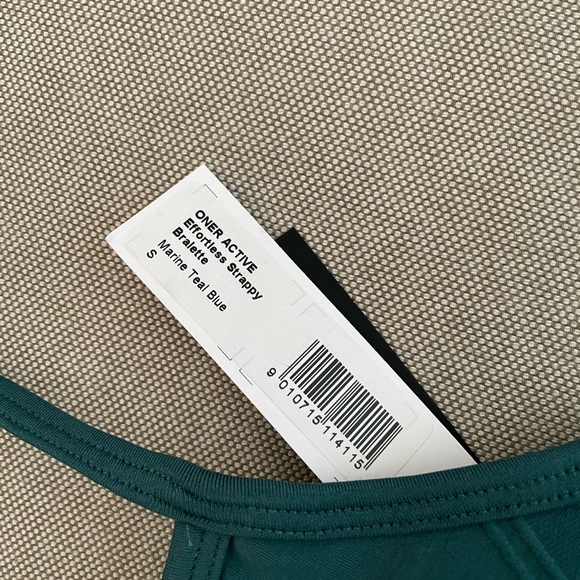 ONER ACTIVE
Effortless Strappy
Bralette
Marine Teal Blue
S
9 010715 114115